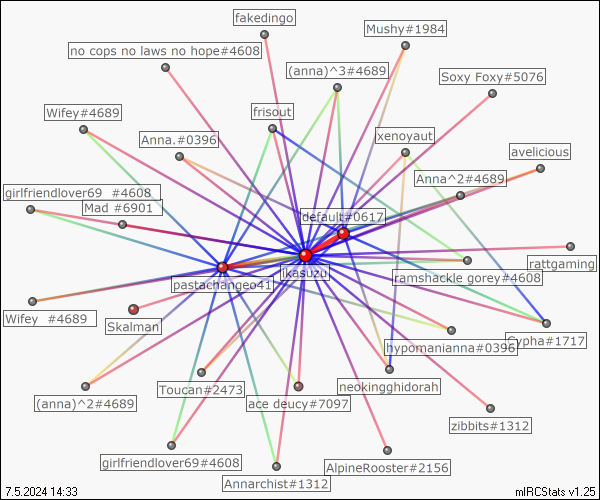 fakedingo
Mushy#1984
no cops no laws no hope#4608
(anna)^3#4689
Soxy Foxy#5076
Wifey#4689
frisout
Anna.#0396
xenoyaut
avelicious
Anna^2#4689
girlfriendlover69 #4608
Mad #6901
default#0617
rattgaming
likasuzu
ramshackle gorey#4608
pastachangeo41
Wifey #4689
Skalman
Cypha#1717
hypomanianna#0396
Toucan#2473
neokingghidorah
(anna)^2#4689
ace deucy#7097
zibbits#1312
girlfriendlover69#4608
AlpineRooster#2156
Annarchist#1312
7.5.2024 14:33
mIRCStats v1.25